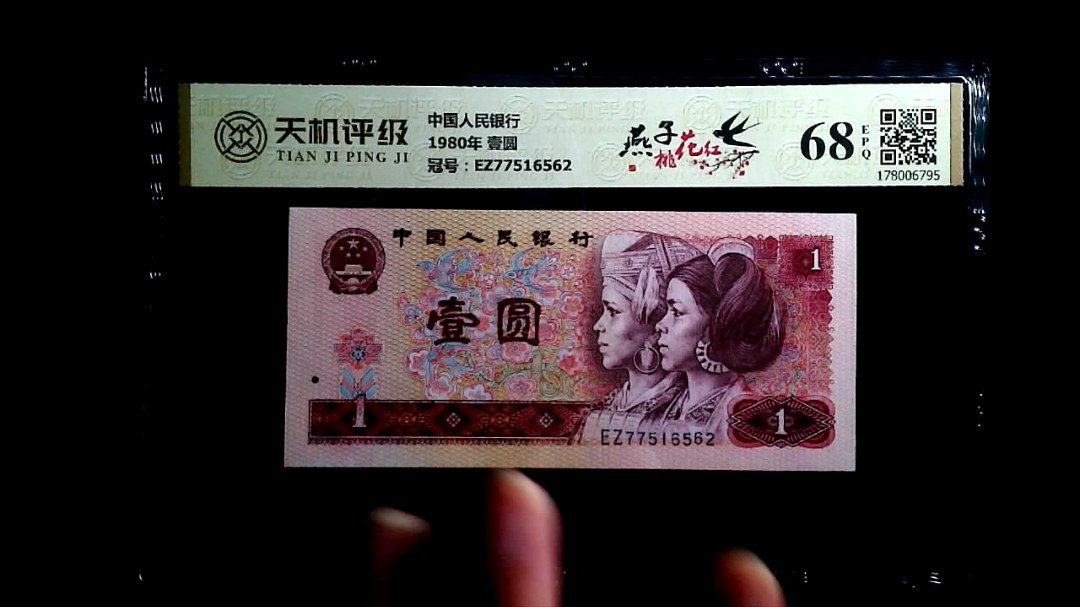 天机评级
TIAN JI PING JI
中国人民银行
1980年 壹圆
冠号：EZ77516562
燕子
桃花红
68
EPQ
178006795
中国人民银行
1
壹圆
1
EZ77516562
1